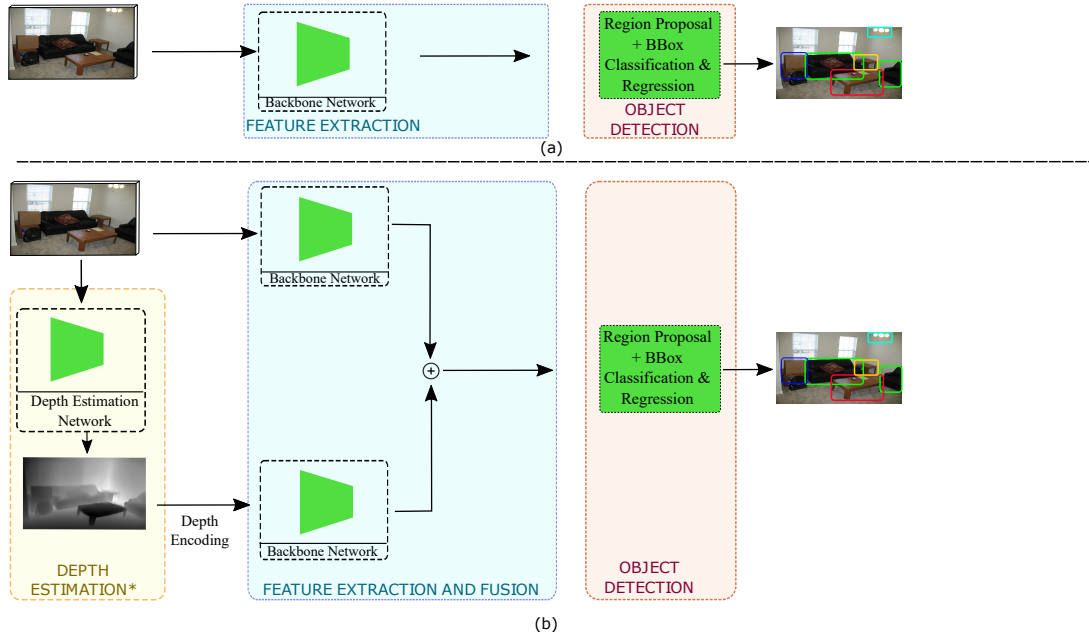 Region Proposal
+ BBox
Classification &
Regression
Backbone Network
FEATURE EXTRACTION
OBJECT
DETECTION
(a)
Backbone Network
Depth Estimation
Network
Region Proposal
+ BBox
Classification &
Regression
+
Depth
Encoding
Backbone Network
DEPTH
ESTIMATION*
FEATURE EXTRACTION AND FUSION
OBJECT
DETECTION
(b)